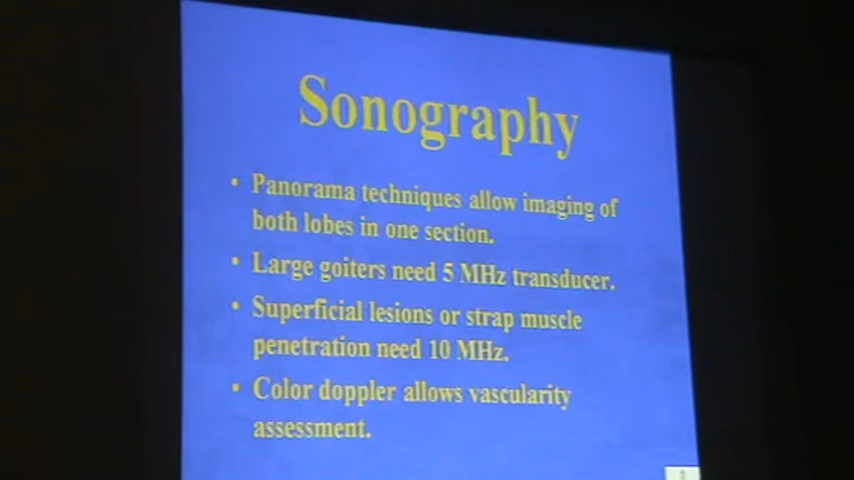 Sonography
• Panorama techniques allow imaging of
both lobes in one section.
• Large goiters need 5 MHz transducer.
• Superficial lesions or strap muscle
penetration need 10 MHz.
• Color doppler allows vascularity
assessment.